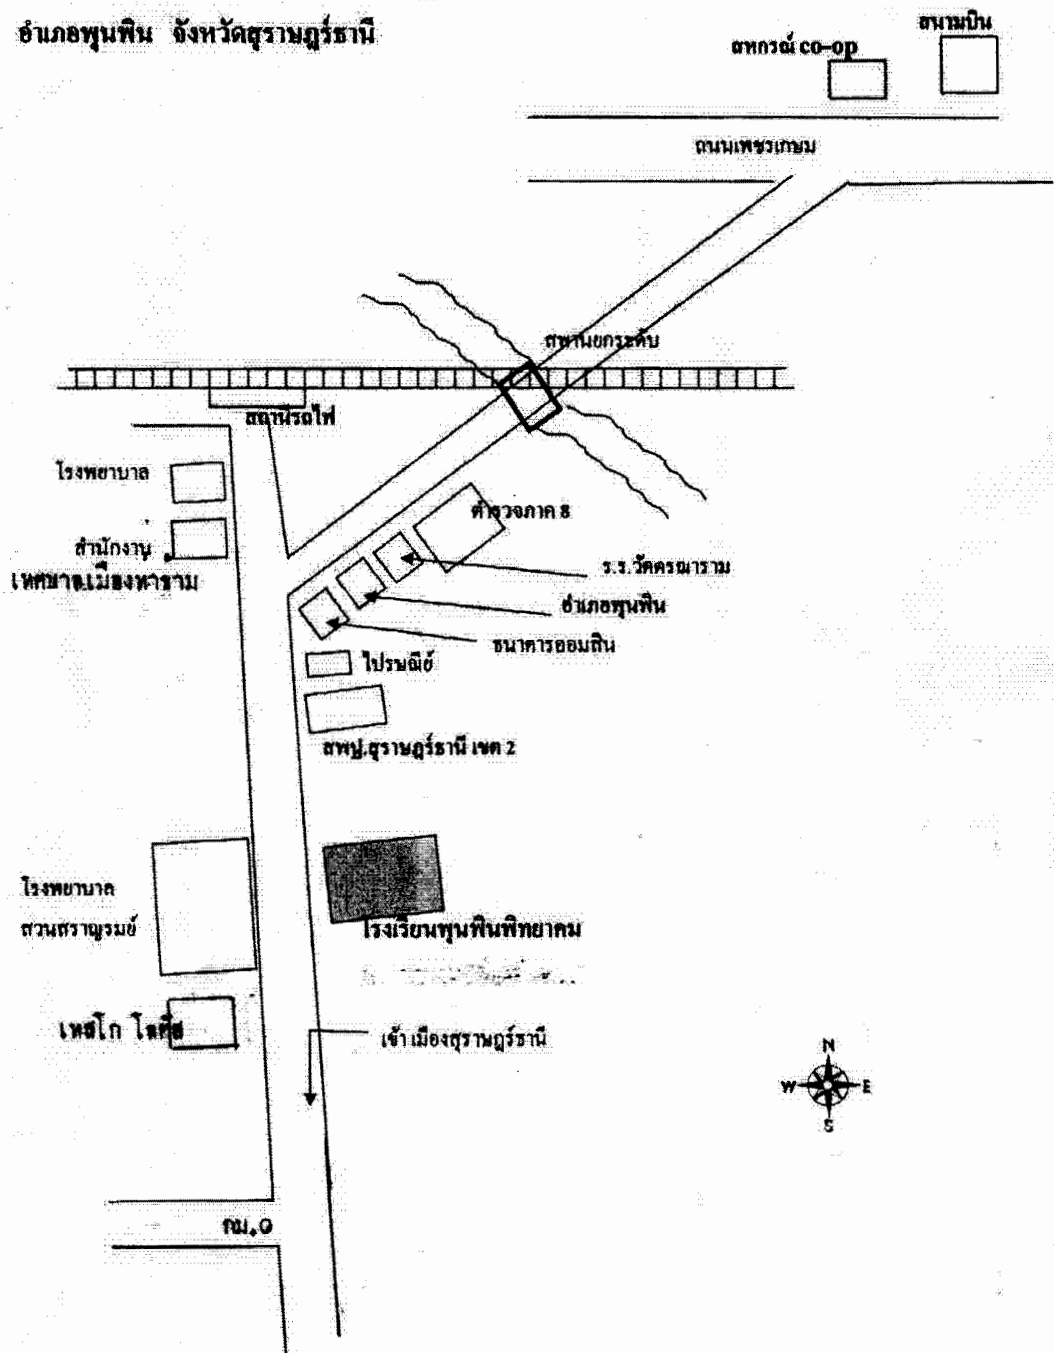 อำเภอพุนพิน จังหวัดสุราษฎร์ธานี
สนามบิน
สหกรณ์ co-op
ถนนเพชรเกษม
สพานยกระดับ
สถานีรถไฟ
โรงพยาบาล
ตำรวจภาค 8
สำนักงาน
เทศบาลเมืองท่าข้าม
ร.ร.วัดตรณาราม
อำเภอพุนพิน
ธนาคารออมสิน
ไปรษณีย์
สพป.สุราษฎร์ธานี เขต 2
โรงพยาบาล
สวนสราญรมย์
โรงเรียนพุนพินพิทยาคม
เทสโก โลตัส
เข้าเมืองสุราษฎร์ธานี
N
W E
S
กม.0